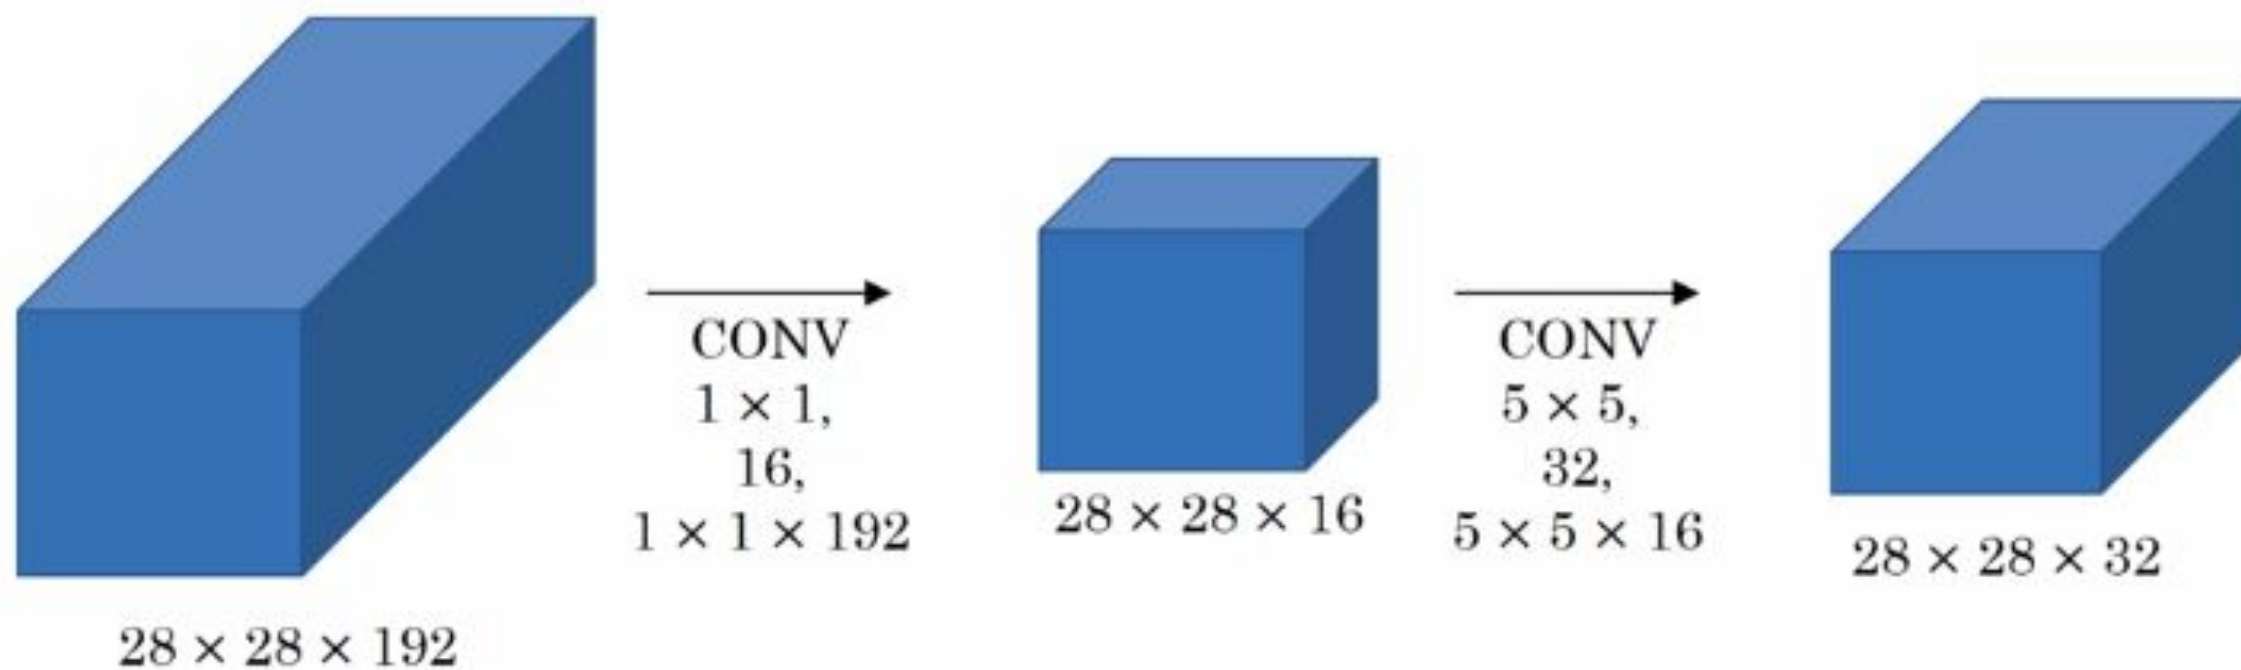 28 × 28 × 192
CONV
1 × 1,
16,
1 × 1 × 192
28 × 28 × 16
CONV
5 × 5,
32,
5 × 5 × 16
28 × 28 × 32